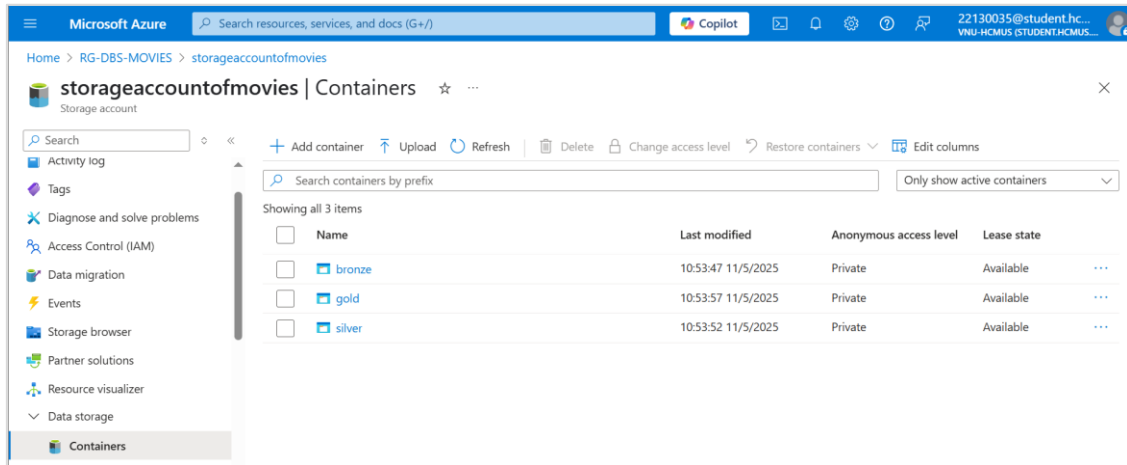 Microsoft Azure Search resources, services, and docs (G+/) Copilot 22130035@student.hc...
VNU-HCMUS (STUDENT.HCMUS....
Home > RG-DBS-MOVIES > storageaccountofmovies
storageaccountofmovies | Containers
Storage account
Search
Activity log
Tags
Diagnose and solve problems
Access Control (IAM)
Data migration
Events
Storage browser
Partner solutions
Resource visualizer
Data storage
Containers
Add container Upload Refresh Delete Change access level Restore containers Edit columns
Search containers by prefix Only show active containers
Showing all 3 items
Name Last modified Anonymous access level Lease state
bronze 10:53:47 11/5/2025 Private Available
gold 10:53:57 11/5/2025 Private Available
silver 10:53:52 11/5/2025 Private Available